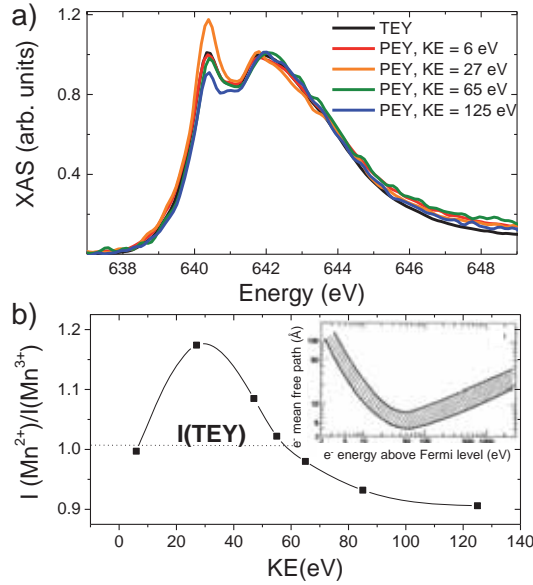 a)
TEY
PEY, KE = 6 eV
PEY, KE = 27 eV
PEY, KE = 65 eV
PEY, KE = 125 eV
XAS (arb. units)
1.2
0.8
0.4
638 640 642 644 646 648
Energy (eV)
b)
I (Mn²⁺)/I(Mn³⁺)
1.2
1.1
1.0
0.9
I(TEY)
e⁻ mean free path (Å)
e⁻ energy above Fermi level (eV)
0 20 40 60 80 100 120 140
KE(eV)